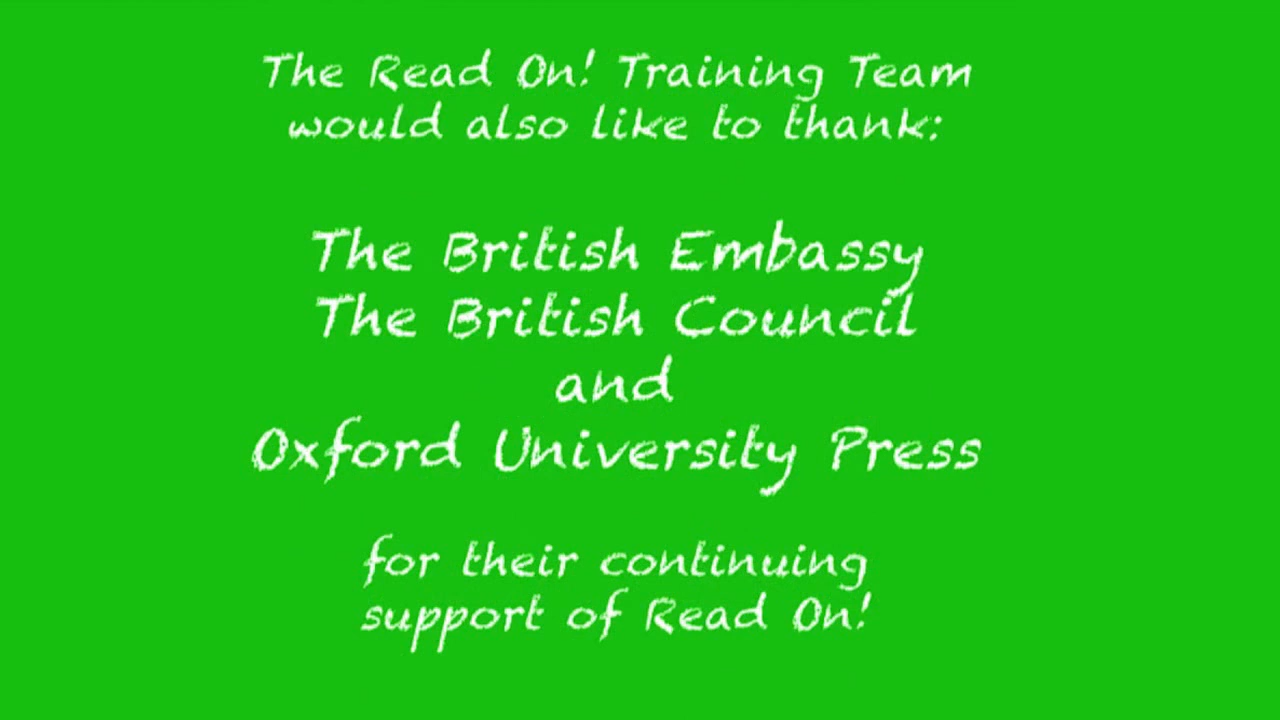 The Read On! Training Team
would also like to thank:
The British Embassy
The British Council
and
Oxford University Press
for their continuing
support of Read On!